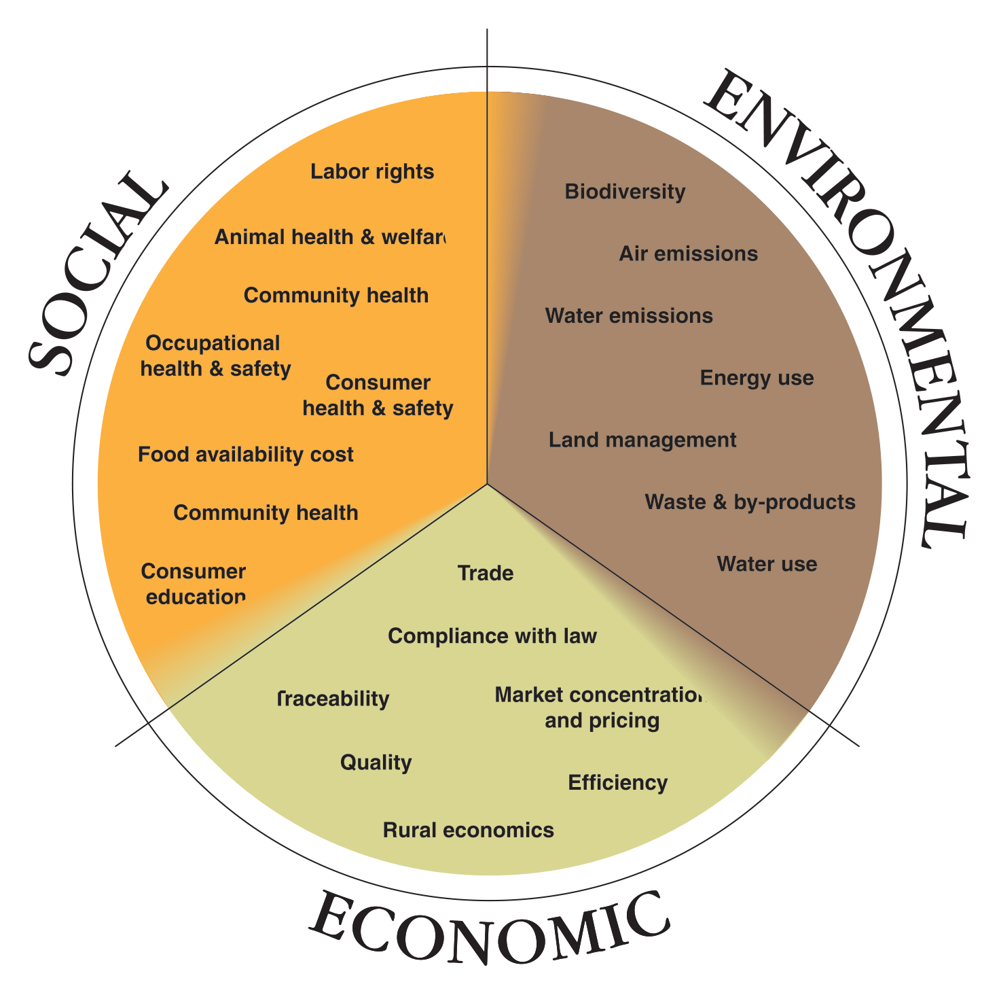 SOCIAL
Labor rights
Animal health & welfare
Community health
Occupational
health & safety
Consumer
health & safety
Food availability cost
Community health
Consumer
education
ENVIRONMENTAL
Biodiversity
Air emissions
Water emissions
Energy use
Land management
Waste & by-products
Water use
Trade
Compliance with law
Traceability
Market concentration
and pricing
Quality
Efficiency
Rural economics
ECONOMIC